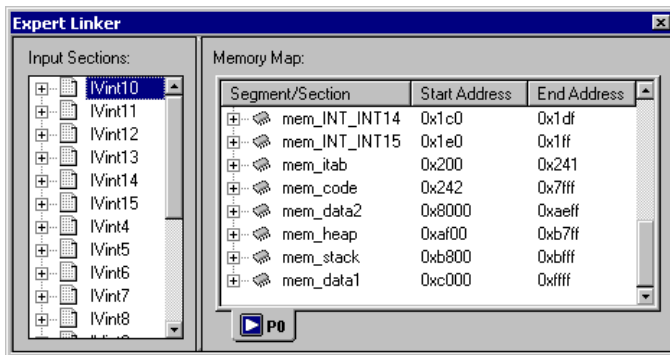 Expert Linker
Input Sections:
IVint10
IVint11
IVint12
IVint13
IVint14
IVint15
IVint4
IVint5
IVint6
IVint7
IVint8
Memory Map:
Segment/Section Start Address End Address
mem_INT_INT14 0x1c0 0x1df
mem_INT_INT15 0x1e0 0x1ff
mem_itab 0x200 0x241
mem_code 0x242 0x7fff
mem_data2 0x8000 0xaeff
mem_heap 0xaf00 0xb7ff
mem_stack 0xb800 0xbfff
mem_data1 0xc000 0xffff
P0